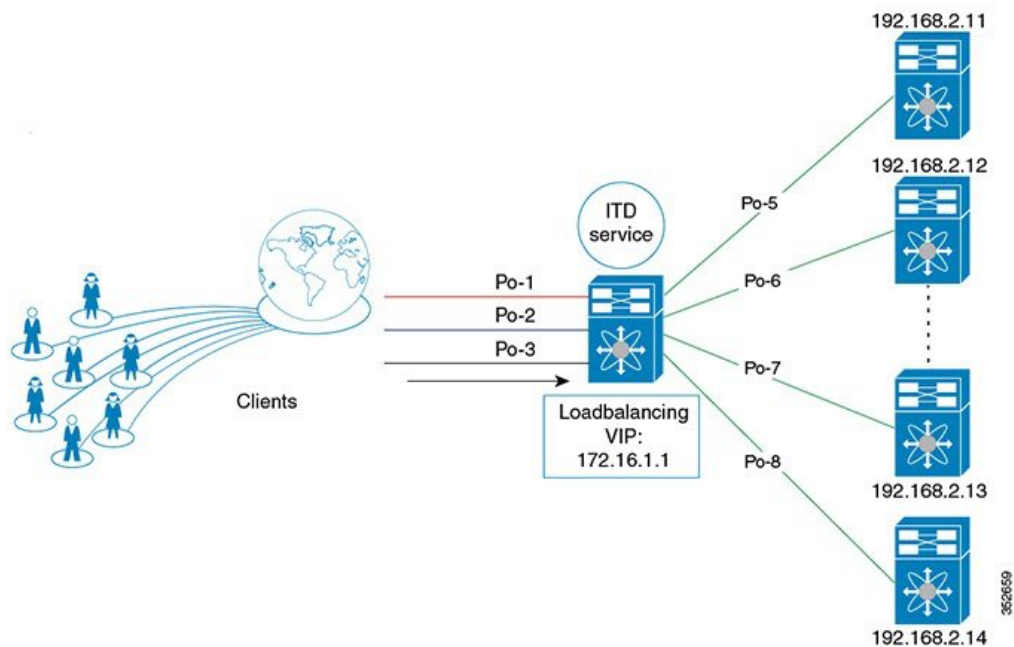 192.168.2.11
192.168.2.12
Po-5
ITD
service
Po-6
Po-1
Po-2
Po-3
Po-7
Clients
Loadbalancing
VIP:
172.16.1.1
Po-8
192.168.2.13
192.168.2.14
352659